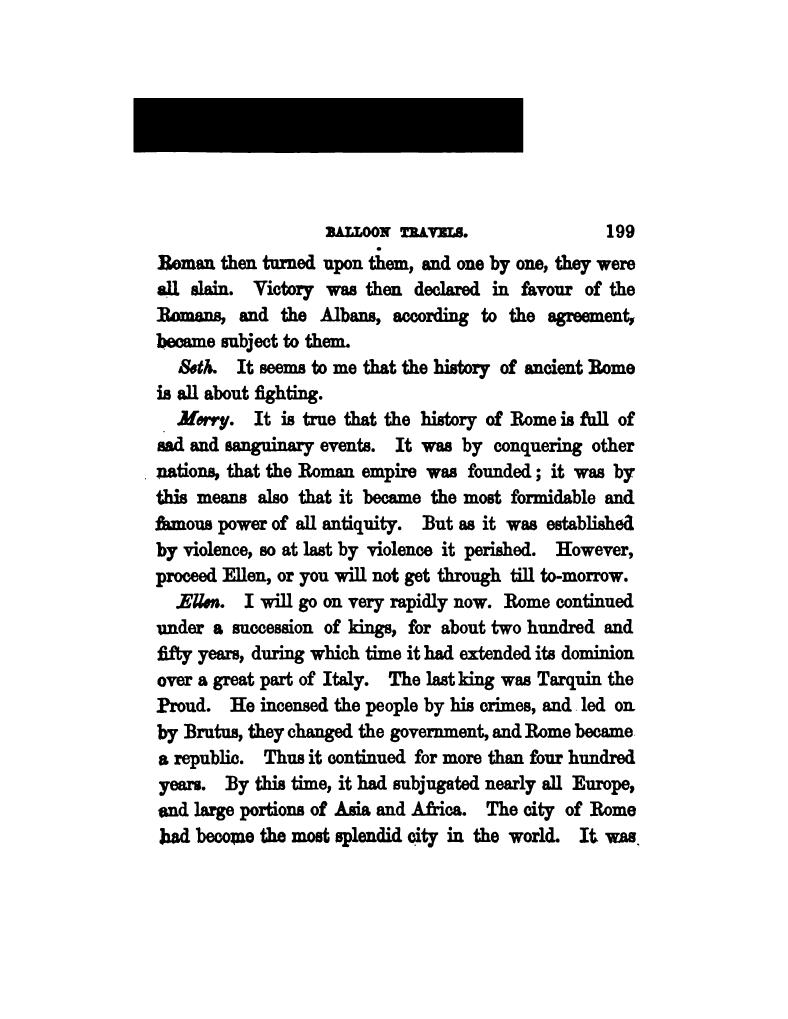 BALLOON TRAVELS. 199
Roman then turned upon them, and one by one, they were
all slain. Victory was then declared in favour of the
Romans, and the Albans, according to the agreement,
became subject to them.
Seth. It seems to me that the history of ancient Rome
is all about fighting.
Merry. It is true that the history of Rome is full of
sad and sanguinary events. It was by conquering other
nations, that the Roman empire was founded; it was by
this means also that it became the most formidable and
famous power of all antiquity. But as it was established
by violence, so at last by violence it perished. However,
proceed Ellen, or you will not get through till to-morrow.
Ellen. I will go on very rapidly now. Rome continued
under a succession of kings, for about two hundred and
fifty years, during which time it had extended its dominion
over a great part of Italy. The last king was Tarquin the
Proud. He incensed the people by his crimes, and led on
by Brutus, they changed the government, and Rome became
a republic. Thus it continued for more than four hundred
years. By this time, it had subjugated nearly all Europe,
and large portions of Asia and Africa. The city of Rome
had become the most splendid city in the world. It was